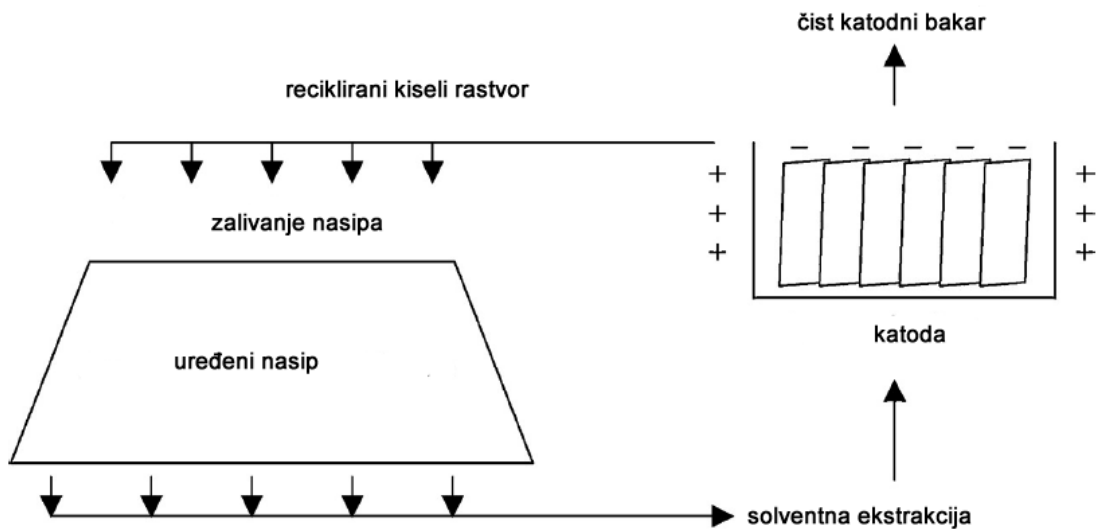 čist katodni bakar
reciklirani kiseli rastvor
− − − − − −
+ +
zalivanje nasipa
+ +
+ +
uređeni nasip
katoda
solventna ekstrakcija